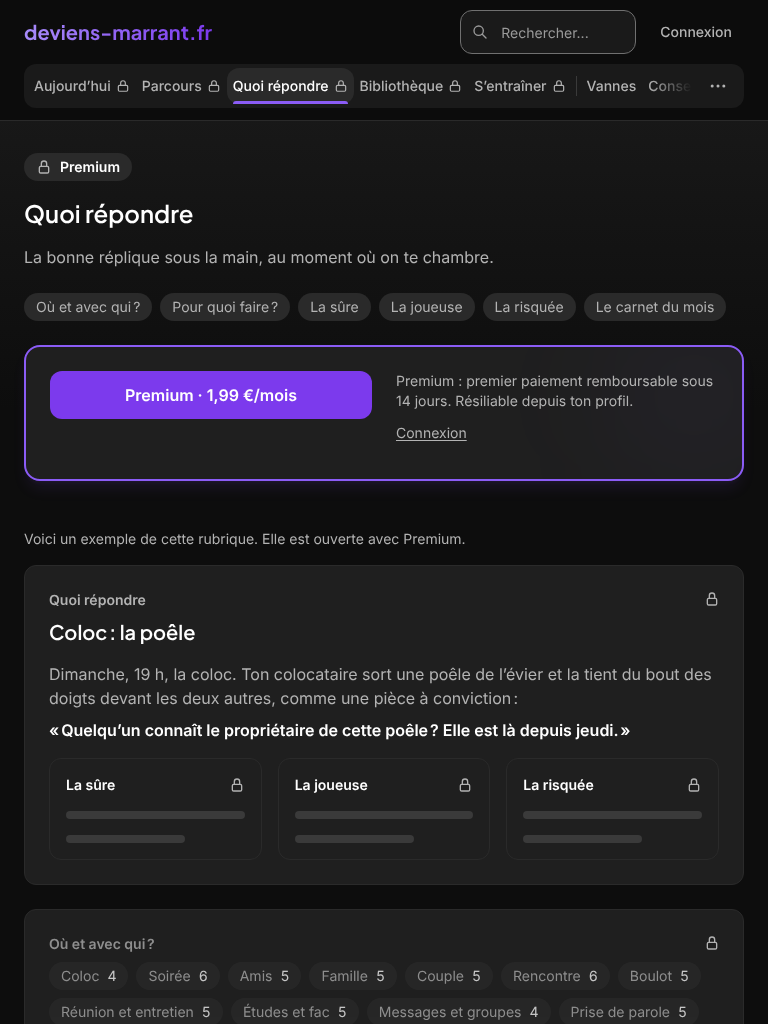 deviens-marrant.fr
Rechercher...
Connexion
Aujourd’hui
Parcours
Quoi répondre
Bibliothèque
S’entraîner
Vannes
Conse
Premium
Quoi répondre
La bonne réplique sous la main, au moment où on te chambre.
Où et avec qui ?
Pour quoi faire ?
La sûre
La joueuse
La risquée
Le carnet du mois
Premium · 1,99 €/mois
Premium : premier paiement remboursable sous
14 jours. Résiliable depuis ton profil.
Connexion
Voici un exemple de cette rubrique. Elle est ouverte avec Premium.
Quoi répondre
Coloc : la poêle
Dimanche, 19 h, la coloc. Ton colocataire sort une poêle de l’évier et la tient du bout des
doigts devant les deux autres, comme une pièce à conviction :
« Quelqu’un connaît le propriétaire de cette poêle ? Elle est là depuis jeudi. »
La sûre
La joueuse
La risquée
Où et avec qui ?
Coloc 4
Soirée 6
Amis 5
Famille 5
Couple 5
Rencontre 6
Boulot 5
Réunion et entretien 5
Études et fac 5
Messages et groupes 4
Prise de parole 5